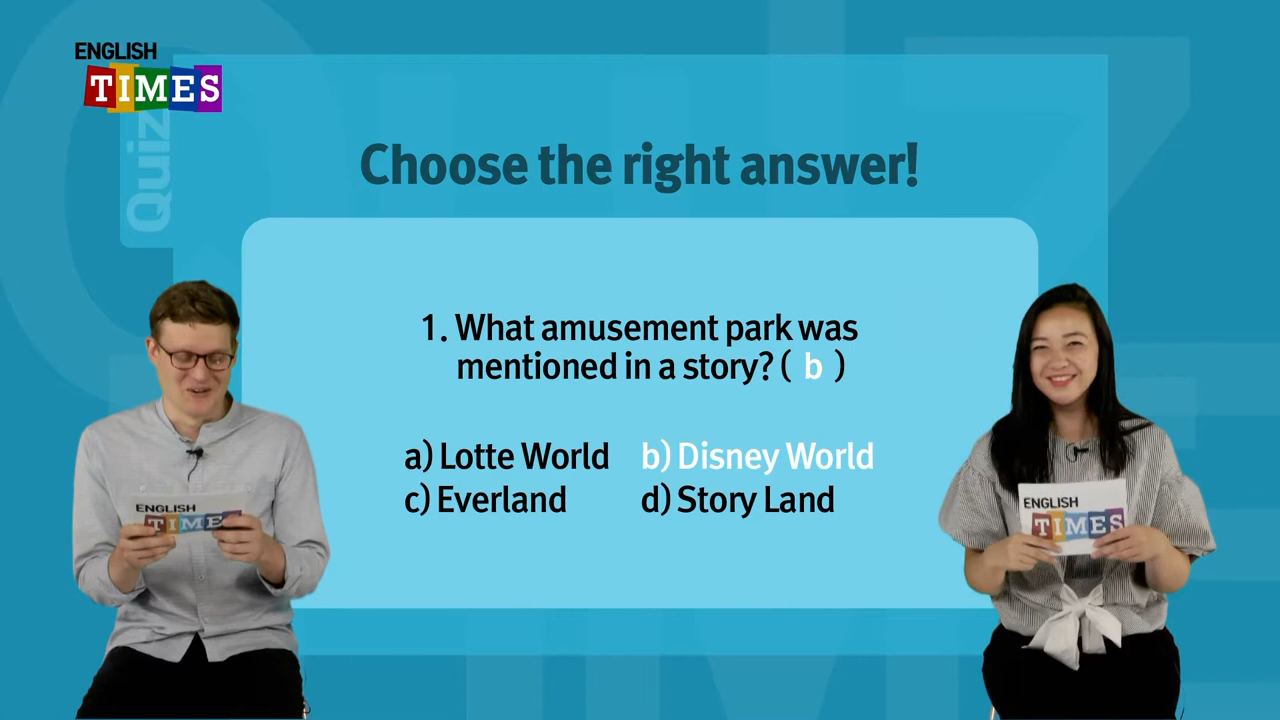 ENGLISH
TIMES
Quiz
Choose the right answer!
1. What amusement park was
mentioned in a story? ( b )
a) Lotte World b) Disney World
c) Everland d) Story Land
ENGLISH
TIMES
ENGLISH
TIMES